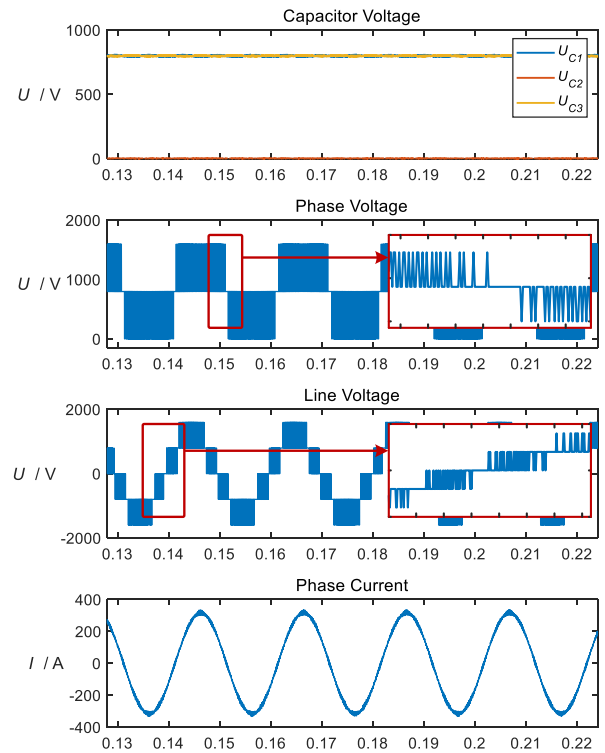 Capacitor Voltage
1000
500
0
U / V
U_C1
U_C2
U_C3
0.13 0.14 0.15 0.16 0.17 0.18 0.19 0.2 0.21 0.22
Phase Voltage
2000
1000
0
U / V
0.13 0.14 0.15 0.16 0.17 0.18 0.19 0.2 0.21 0.22
Line Voltage
2000
0
-2000
U / V
0.13 0.14 0.15 0.16 0.17 0.18 0.19 0.2 0.21 0.22
Phase Current
400
200
0
-200
-400
I / A
0.13 0.14 0.15 0.16 0.17 0.18 0.19 0.2 0.21 0.22